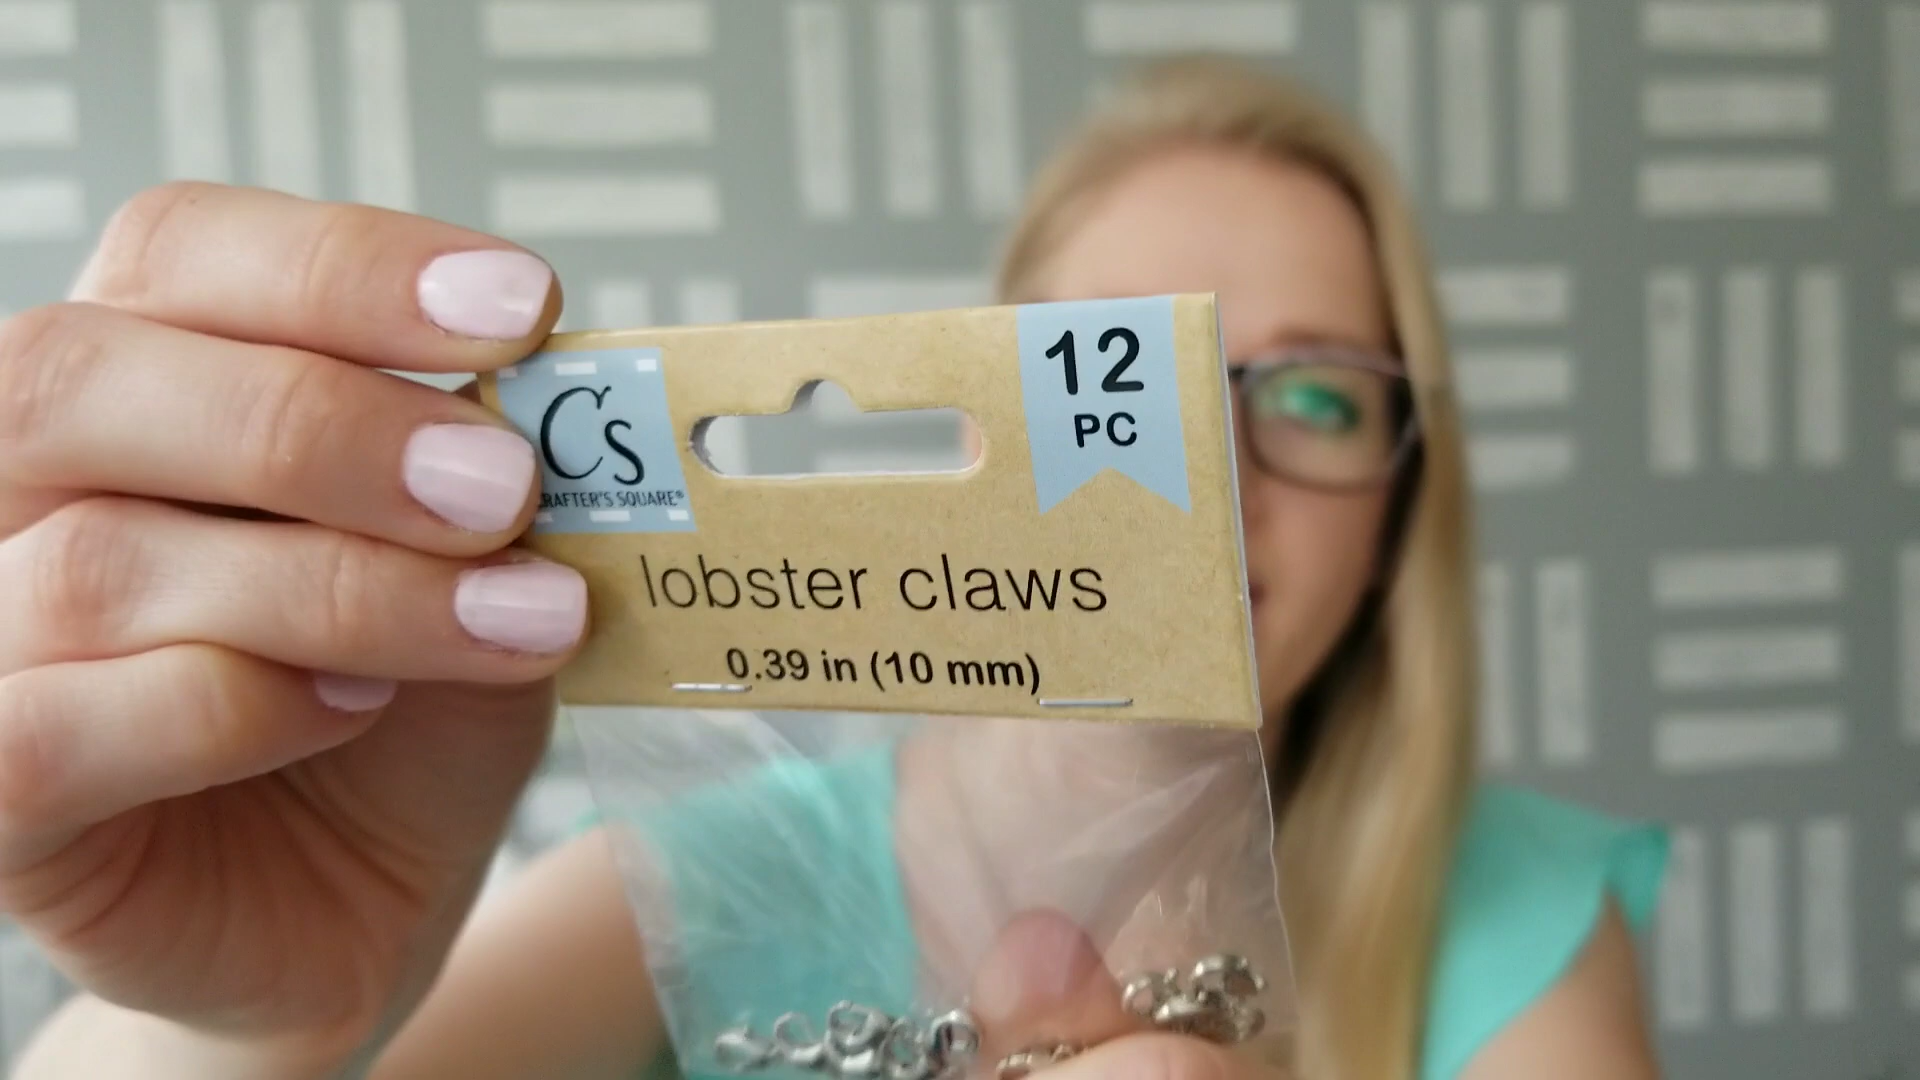 Cs
CRAFTER'S SQUARE®
12
PC
lobster claws
0.39 in (10 mm)